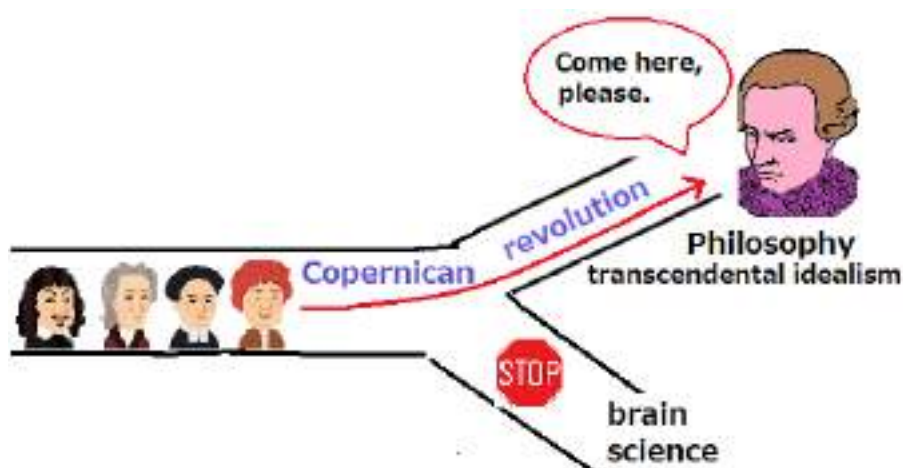 Come here,
please.
Copernican revolution
Philosophy
transcendental idealism
STOP
brain
science